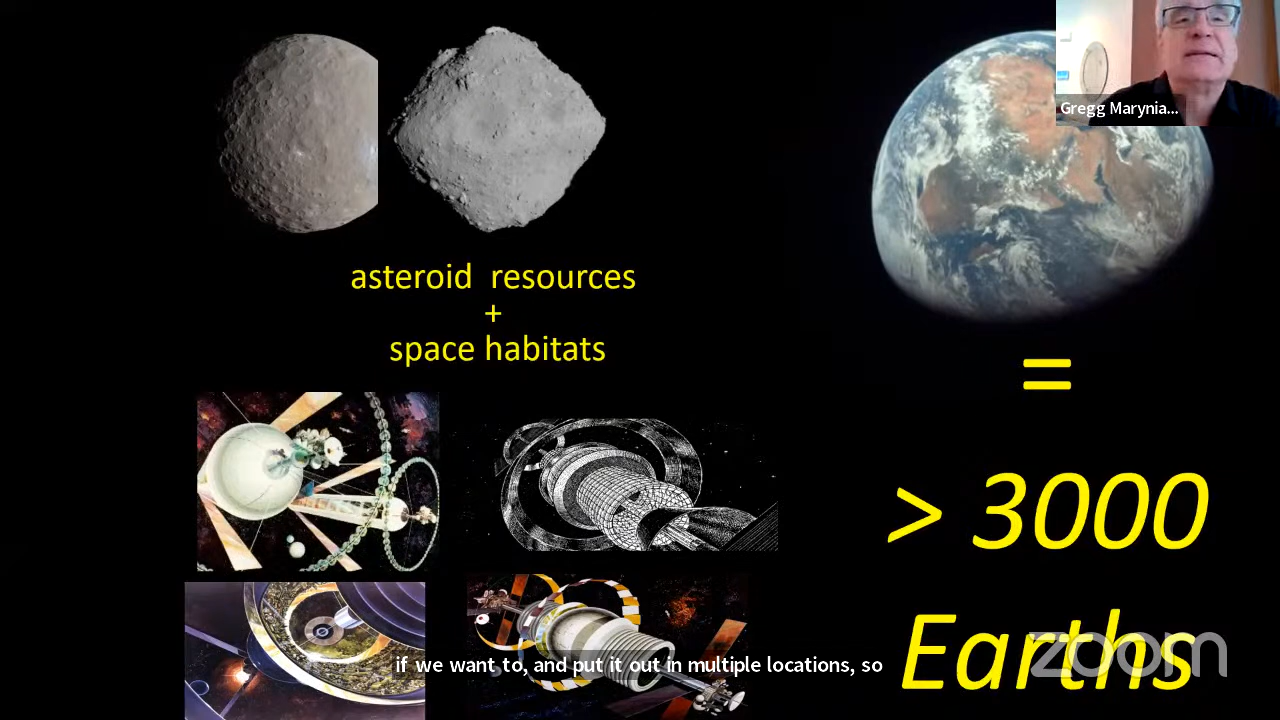 Gregg Marynia...
asteroid resources
+
space habitats
=
> 3000
Earths
if we want to, and put it out in multiple locations, so
zoom